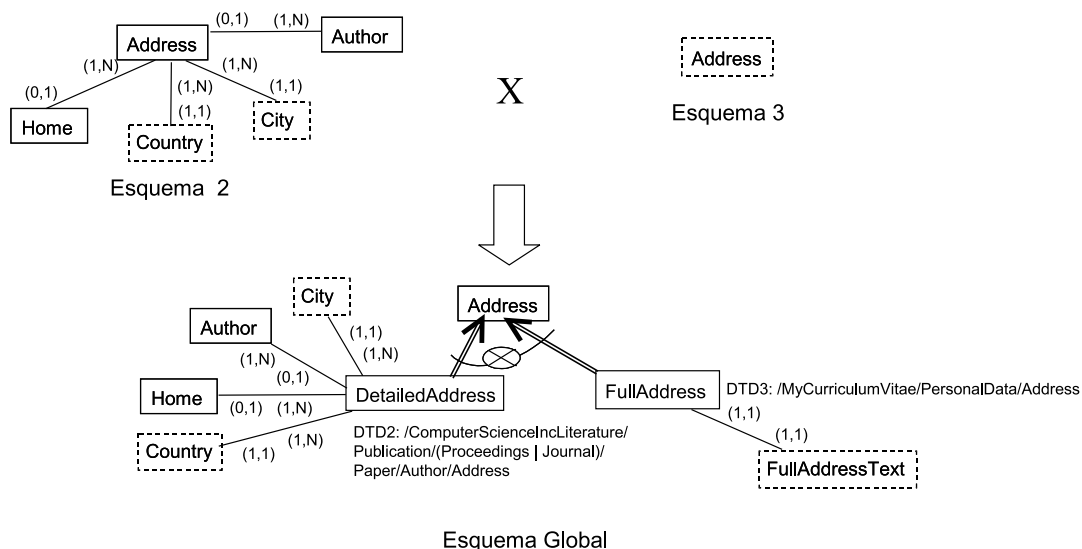 (0,1)
(1,N)
Address
Author
Address
(1,N)
(1,N)
(1,N)
(0,1)
(1,1)
(1,1)
X
Home
Country
City
Esquema 3
Esquema 2
City
Address
Author
(1,1)
(1,N)
(1,N)
(0,1)
Home
DetailedAddress
FullAddress
DTD3: /MyCurriculumVitae/PersonalData/Address
(0,1)
(1,N)
(1,1)
Country
(1,1)
(1,N)
DTD2: /ComputerScienceIncLiterature/
Publication/(Proceedings | Journal)/
Paper/Author/Address
(1,1)
FullAddressText
Esquema Global